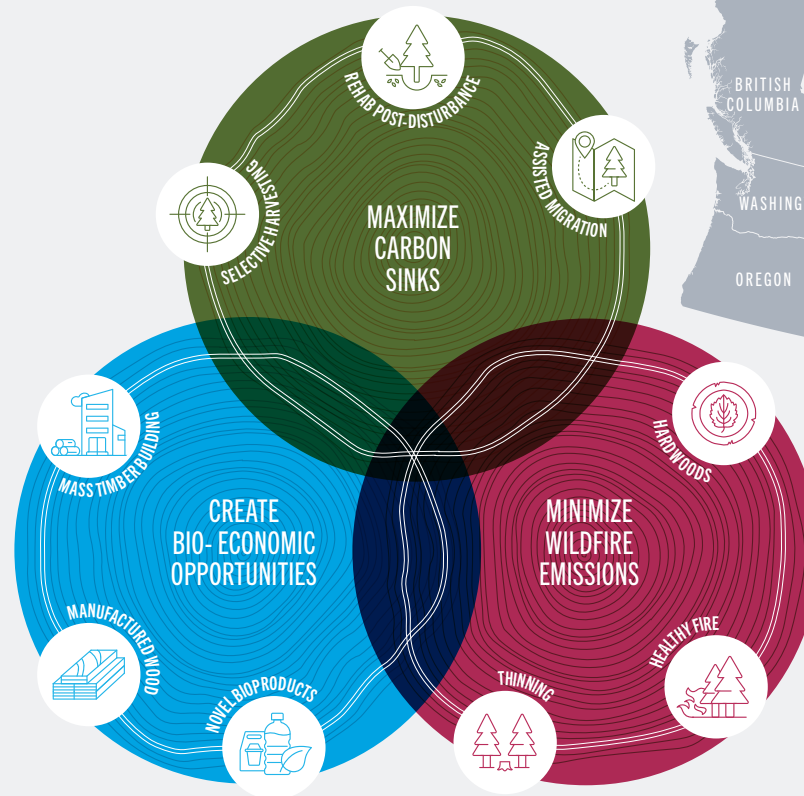 REHAB POST-DISTURBANCE
SELECTIVE HARVESTING
ASSISTED MIGRATION
MAXIMIZE
CARBON
SINKS
BRITISH
COLUMBIA
WASHING
OREGON
MASS TIMBER BUILDING
HARDWOODS
CREATE
BIO- ECONOMIC
OPPORTUNITIES
MINIMIZE
WILDFIRE
EMISSIONS
MANUFACTURED WOOD
NOVEL BIOPRODUCTS
THINNING
HEALTHY FIRE